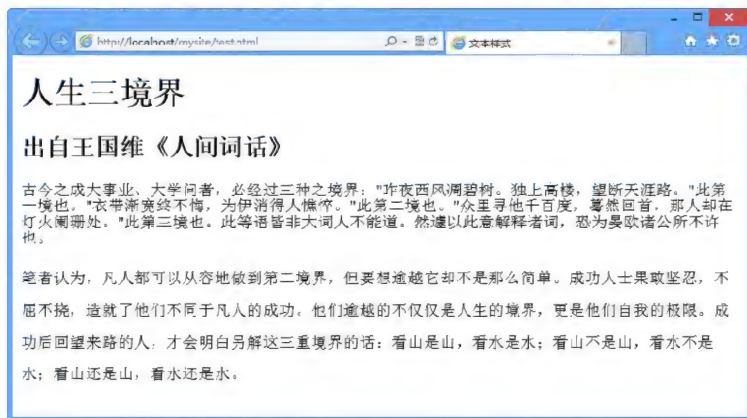 http://localhost/mysite/test.html
文本样式
人生三境界
出自王国维《人间词话》
古今之成大事业、大学问者，必经过三种之境界："昨夜西风凋碧树。独上高楼，望断天涯路。"此第
一境也。"衣带渐宽终不悔，为伊消得人憔悴。"此第二境也。"众里寻他千百度，蓦然回首，那人却在
灯火阑珊处。"此第三境也。此等语皆非大词人不能道。然遽以此意解释者词，恐为晏欧诸公所不许
也。
笔者认为，凡人都可以从容地做到第二境界，但要想逾越它却不是那么简单。成功人士果敢坚忍，不
屈不挠，造就了他们不同于凡人的成功。他们逾越的不仅仅是人生的境界，更是他们自我的极限。成
功后回望来路的人，才会明白另解这三重境界的话：看山是山，看水是水；看山不是山，看水不是
水；看山还是山，看水还是水。